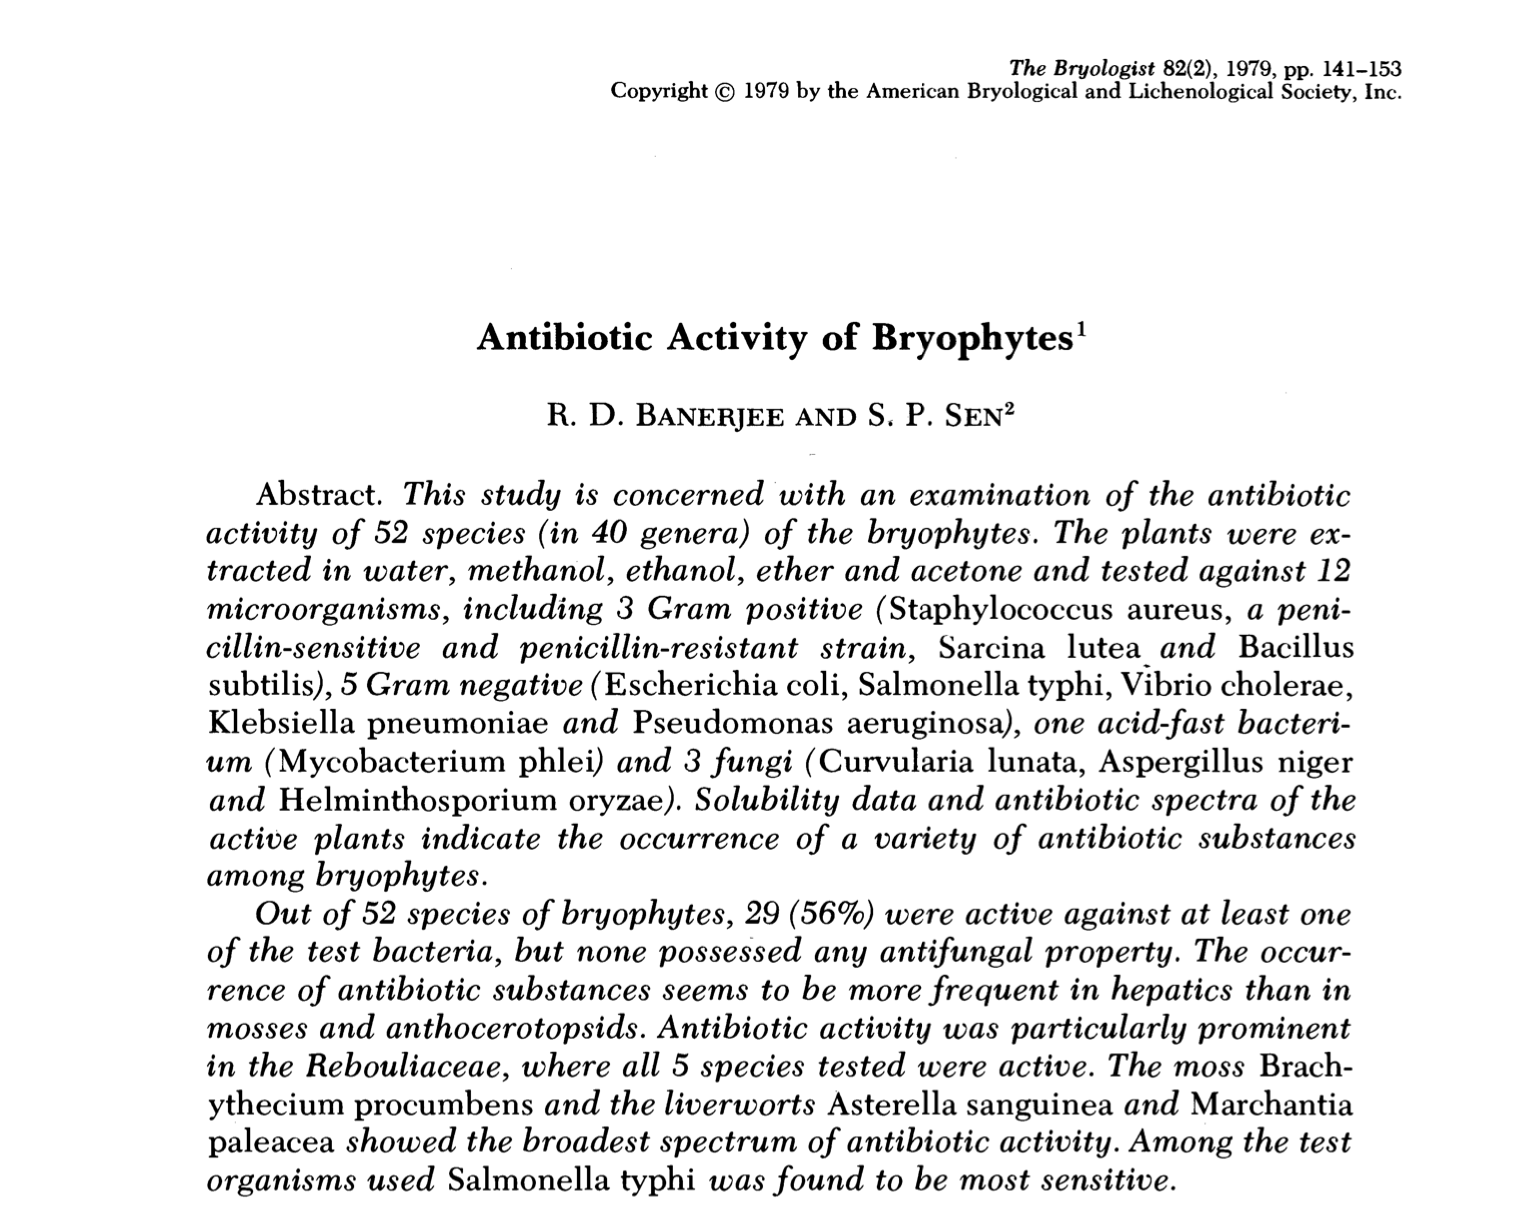 The Bryologist 82(2), 1979, pp. 141–153
Copyright © 1979 by the American Bryological and Lichenological Society, Inc.
Antibiotic Activity of Bryophytes¹
R. D. BANERJEE AND S. P. SEN²
Abstract. This study is concerned with an examination of the antibiotic
activity of 52 species (in 40 genera) of the bryophytes. The plants were ex-
tracted in water, methanol, ethanol, ether and acetone and tested against 12
microorganisms, including 3 Gram positive (Staphylococcus aureus, a peni-
cillin-sensitive and penicillin-resistant strain, Sarcina lutea and Bacillus
subtilis), 5 Gram negative (Escherichia coli, Salmonella typhi, Vibrio cholerae,
Klebsiella pneumoniae and Pseudomonas aeruginosa), one acid-fast bacteri-
um (Mycobacterium phlei) and 3 fungi (Curvularia lunata, Aspergillus niger
and Helminthosporium oryzae). Solubility data and antibiotic spectra of the
active plants indicate the occurrence of a variety of antibiotic substances
among bryophytes.
Out of 52 species of bryophytes, 29 (56%) were active against at least one
of the test bacteria, but none possessed any antifungal property. The occur-
rence of antibiotic substances seems to be more frequent in hepatics than in
mosses and anthocerotopsids. Antibiotic activity was particularly prominent
in the Rebouliaceae, where all 5 species tested were active. The moss Brach-
ythecium procumbens and the liverworts Asterella sanguinea and Marchantia
paleacea showed the broadest spectrum of antibiotic activity. Among the test
organisms used Salmonella typhi was found to be most sensitive.